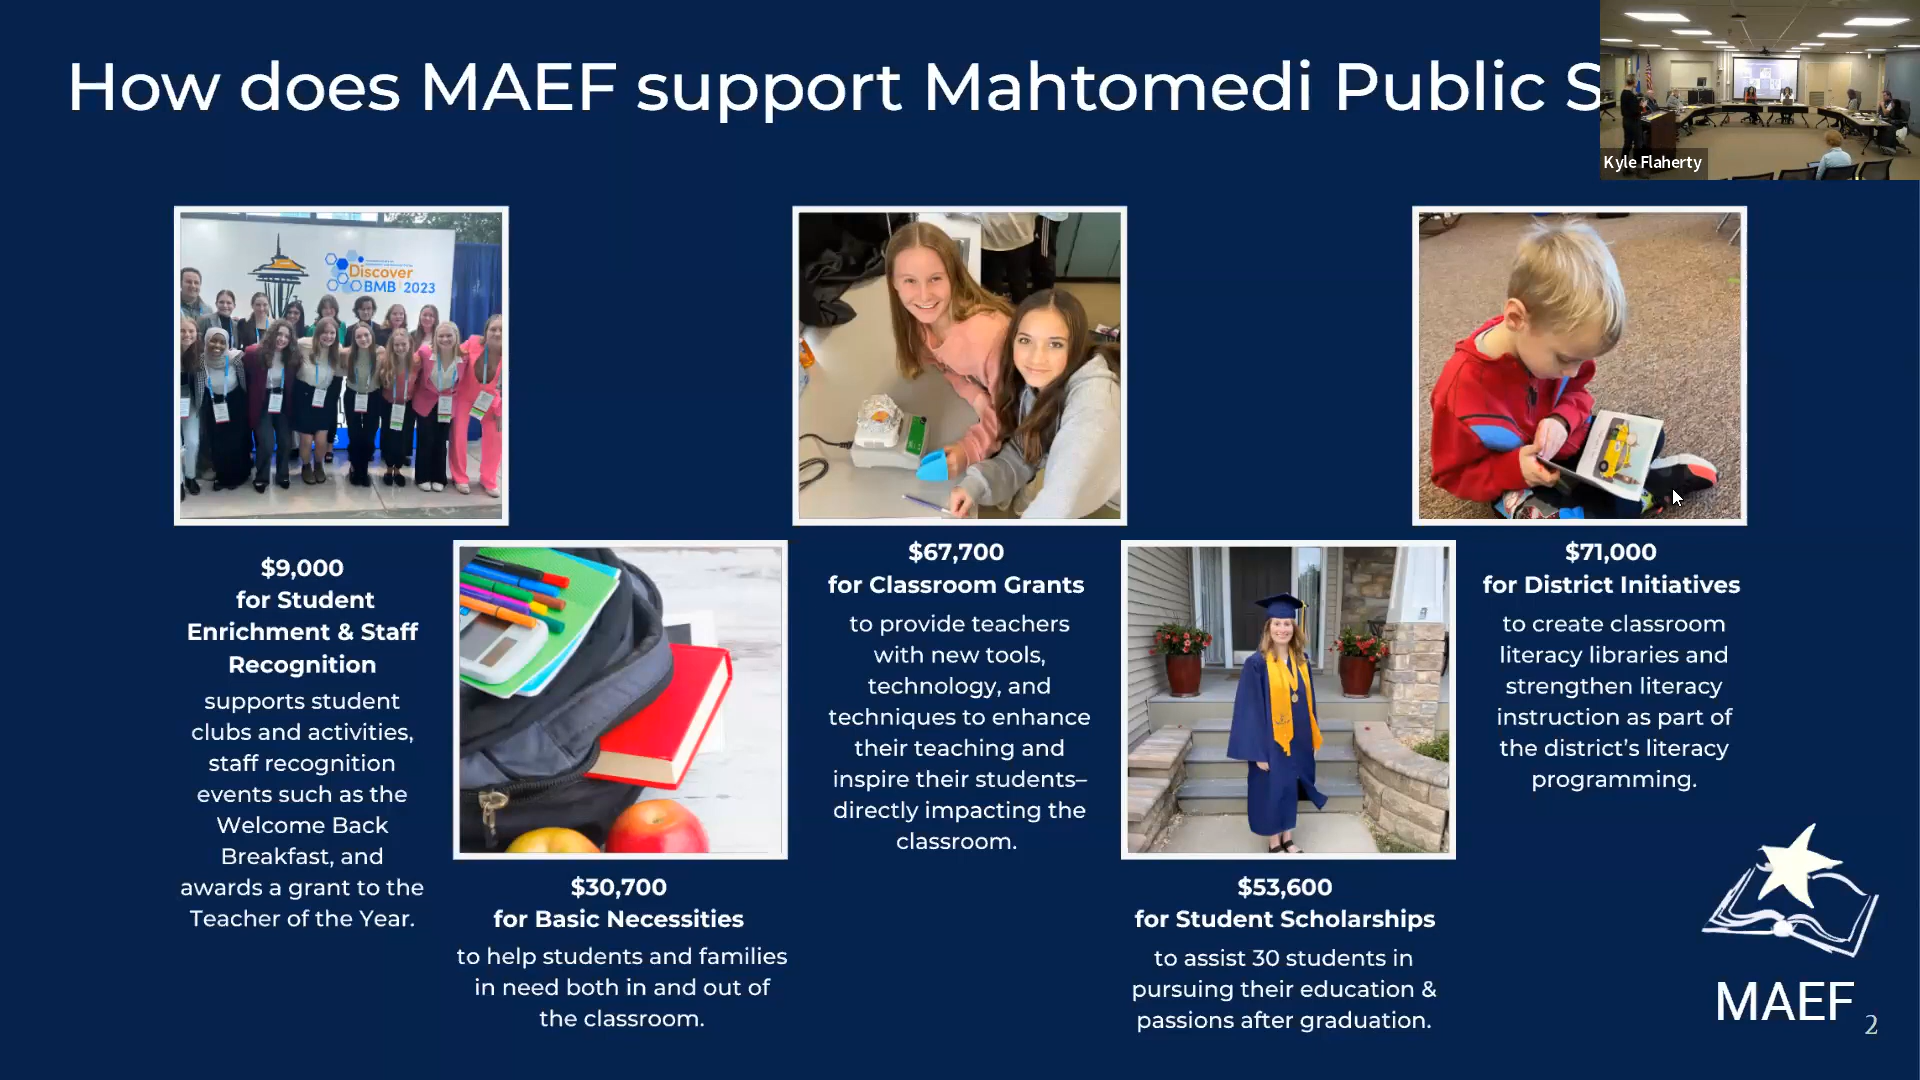 How does MAEF support Mahtomedi Public S
Kyle Flaherty
Discover
BMB 2023
$9,000
for Student
Enrichment & Staff
Recognition
supports student
clubs and activities,
staff recognition
events such as the
Welcome Back
Breakfast, and
awards a grant to the
Teacher of the Year.
$30,700
for Basic Necessities
to help students and families
in need both in and out of
the classroom.
$67,700
for Classroom Grants
to provide teachers
with new tools,
technology, and
techniques to enhance
their teaching and
inspire their students–
directly impacting the
classroom.
$53,600
for Student Scholarships
to assist 30 students in
pursuing their education &
passions after graduation.
$71,000
for District Initiatives
to create classroom
literacy libraries and
strengthen literacy
instruction as part of
the district’s literacy
programming.
MAEF
2